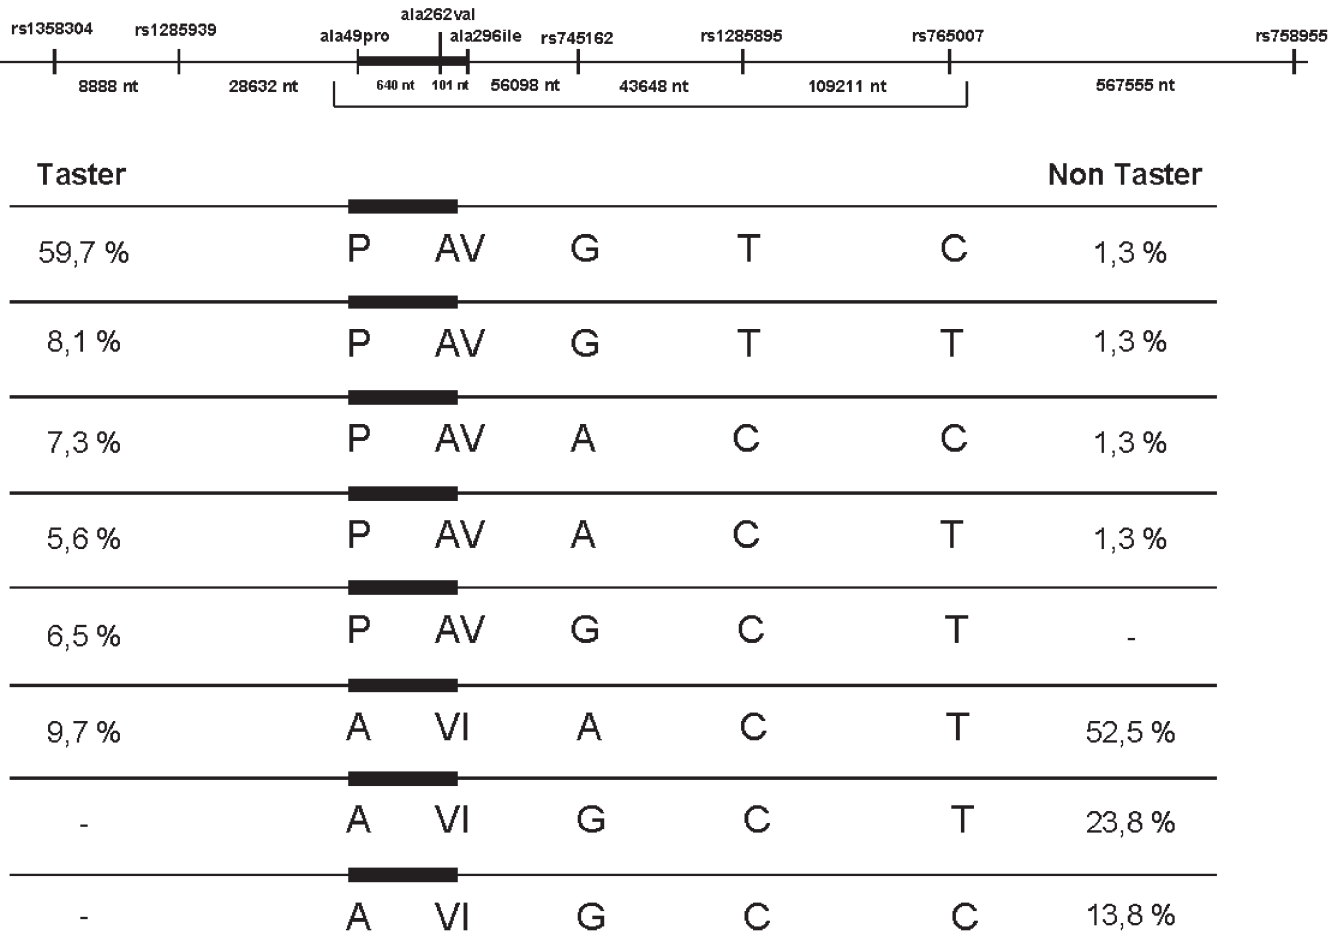 ala262val
rs1358304 rs1285939 ala49pro ala296ile rs745162 rs1285895 rs765007 rs758955
8888 nt 28632 nt 640 nt 101 nt 56098 nt 43648 nt 109211 nt 567555 nt
Taster Non Taster
59,7 % P AV G T C 1,3 %
8,1 % P AV G T T 1,3 %
7,3 % P AV A C C 1,3 %
5,6 % P AV A C T 1,3 %
6,5 % P AV G C T -
9,7 % A VI A C T 52,5 %
- A VI G C T 23,8 %
- A VI G C C 13,8 %